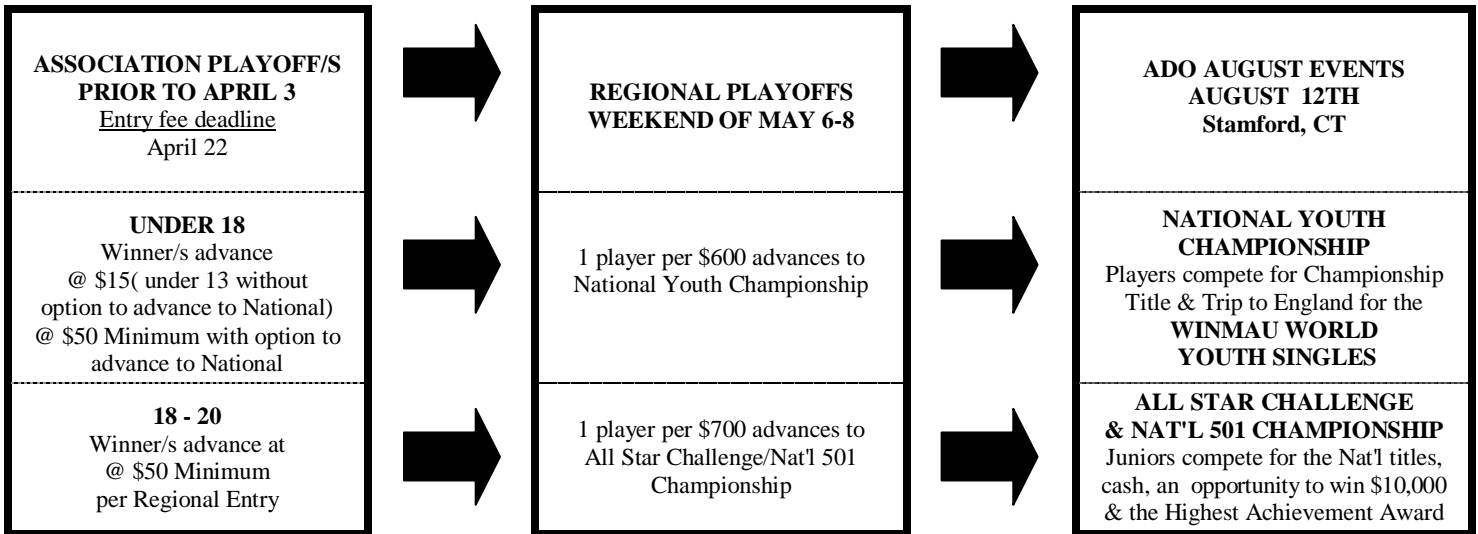 ASSOCIATION PLAYOFF/S
PRIOR TO APRIL 3
Entry fee deadline
April 22
REGIONAL PLAYOFFS
WEEKEND OF MAY 6-8
ADO AUGUST EVENTS
AUGUST 12TH
Stamford, CT
UNDER 18
Winner/s advance
@ $15( under 13 without
option to advance to National)
@ $50 Minimum with option to
advance to National
1 player per $600 advances to
National Youth Championship
NATIONAL YOUTH
CHAMPIONSHIP
Players compete for Championship
Title & Trip to England for the
WINMAU WORLD
YOUTH SINGLES
18 - 20
Winner/s advance at
@ $50 Minimum
per Regional Entry
1 player per $700 advances to
All Star Challenge/Nat'l 501
Championship
ALL STAR CHALLENGE
& NAT'L 501 CHAMPIONSHIP
Juniors compete for the Nat'l titles,
cash, an opportunity to win $10,000
& the Highest Achievement Award